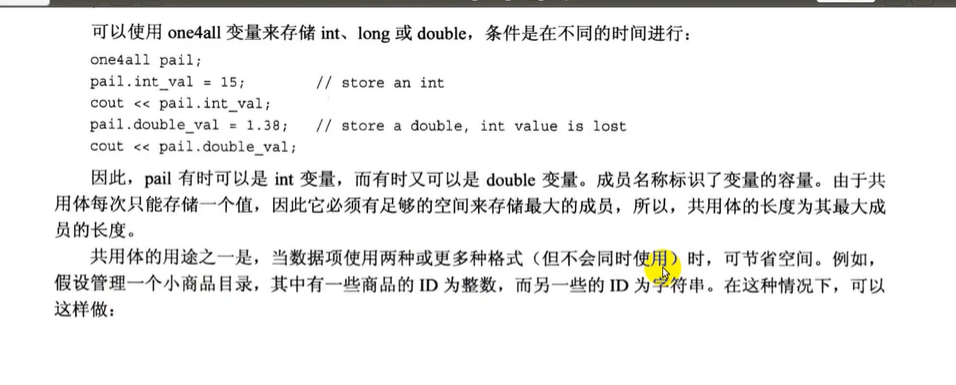 可以使用 one4all 变量来存储 int、long 或 double，条件是在不同的时间进行：
one4all pail;
pail.int_val = 15; // store an int
cout << pail.int_val;
pail.double_val = 1.38; // store a double, int value is lost
cout << pail.double_val;
因此，pail 有时可以是 int 变量，而有时又可以是 double 变量。成员名称标识了变量的容量。由于共
用体每次只能存储一个值，因此它必须有足够的空间来存储最大的成员，所以，共用体的长度为其最大成
员的长度。
共用体的用途之一是，当数据项使用两种或更多种格式（但不会同时使用）时，可节省空间。例如，
假设管理一个小商品目录，其中有一些商品的 ID 为整数，而另一些的 ID 为字符串。在这种情况下，可以
这样做：